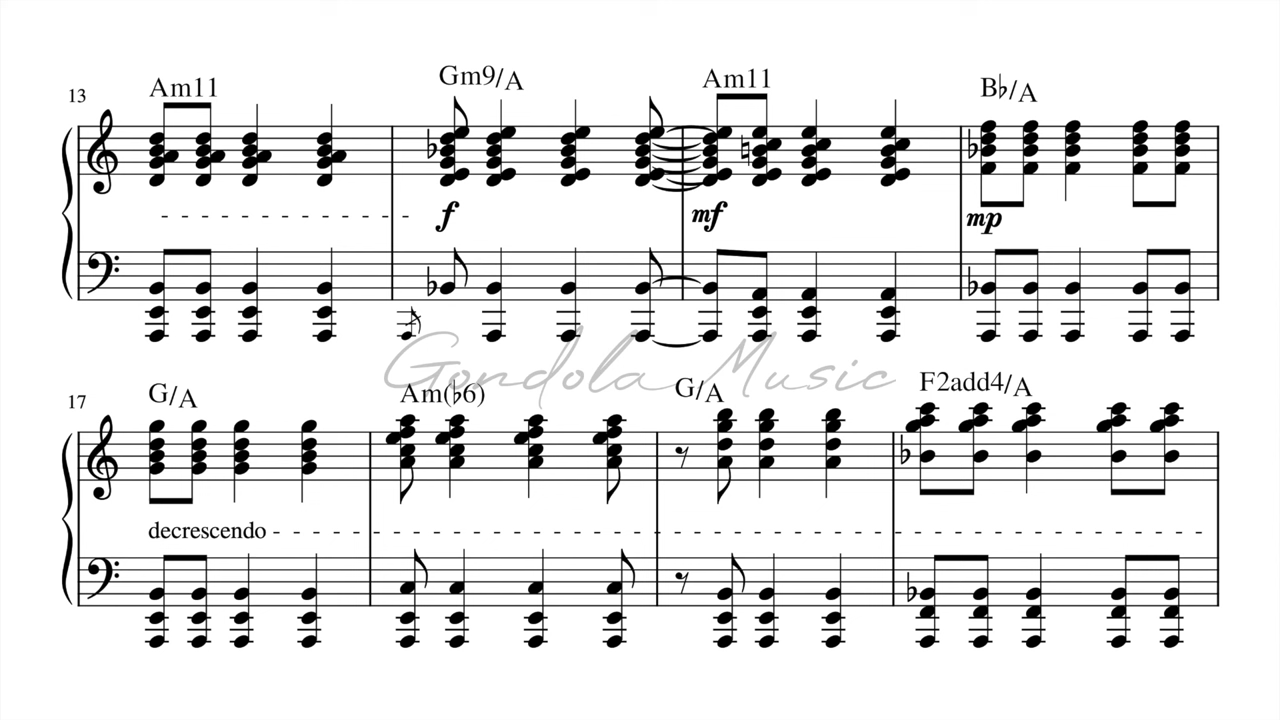 Am11 Gm9/A Am11 B♭/A
13
f mf mp
Gondola Music
G/A Am(♭6) G/A F2add4/A
17
decrescendo